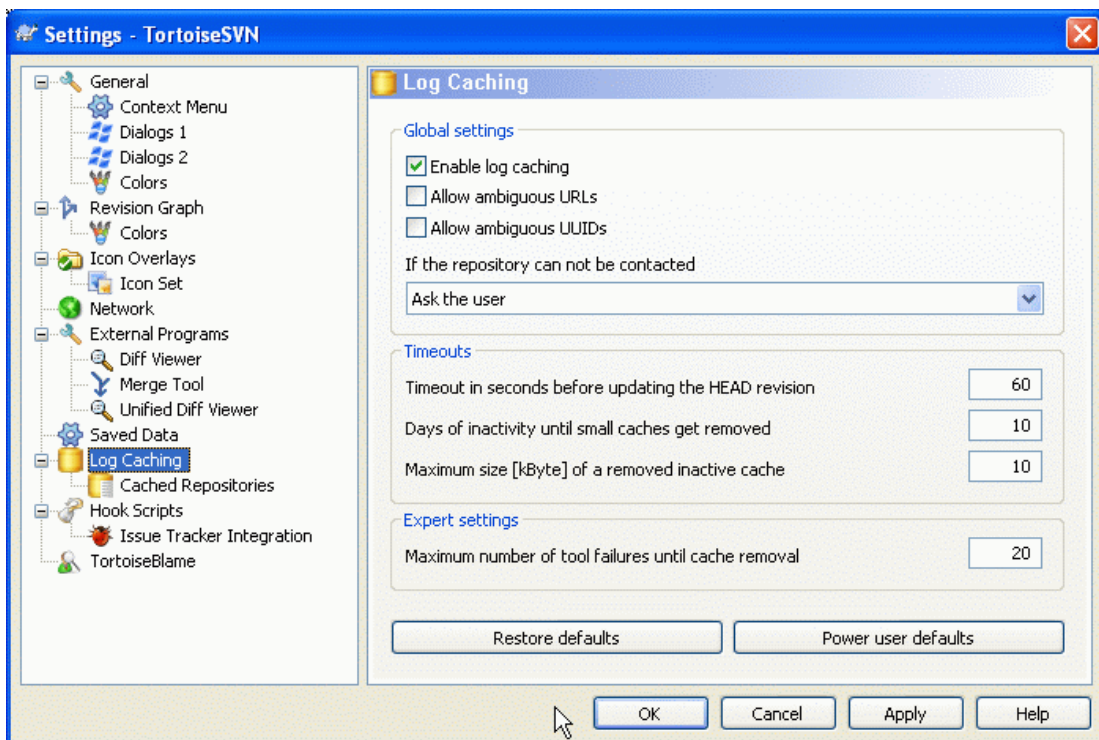 Settings - TortoiseSVN
General
Context Menu
Dialogs 1
Dialogs 2
Colors
Revision Graph
Colors
Icon Overlays
Icon Set
Network
External Programs
Diff Viewer
Merge Tool
Unified Diff Viewer
Saved Data
Log Caching
Cached Repositories
Hook Scripts
Issue Tracker Integration
TortoiseBlame
Log Caching
Global settings
Enable log caching
Allow ambiguous URLs
Allow ambiguous UUIDs
If the repository can not be contacted
Ask the user
Timeouts
Timeout in seconds before updating the HEAD revision 60
Days of inactivity until small caches get removed 10
Maximum size [kByte] of a removed inactive cache 10
Expert settings
Maximum number of tool failures until cache removal 20
Restore defaults Power user defaults
OK Cancel Apply Help